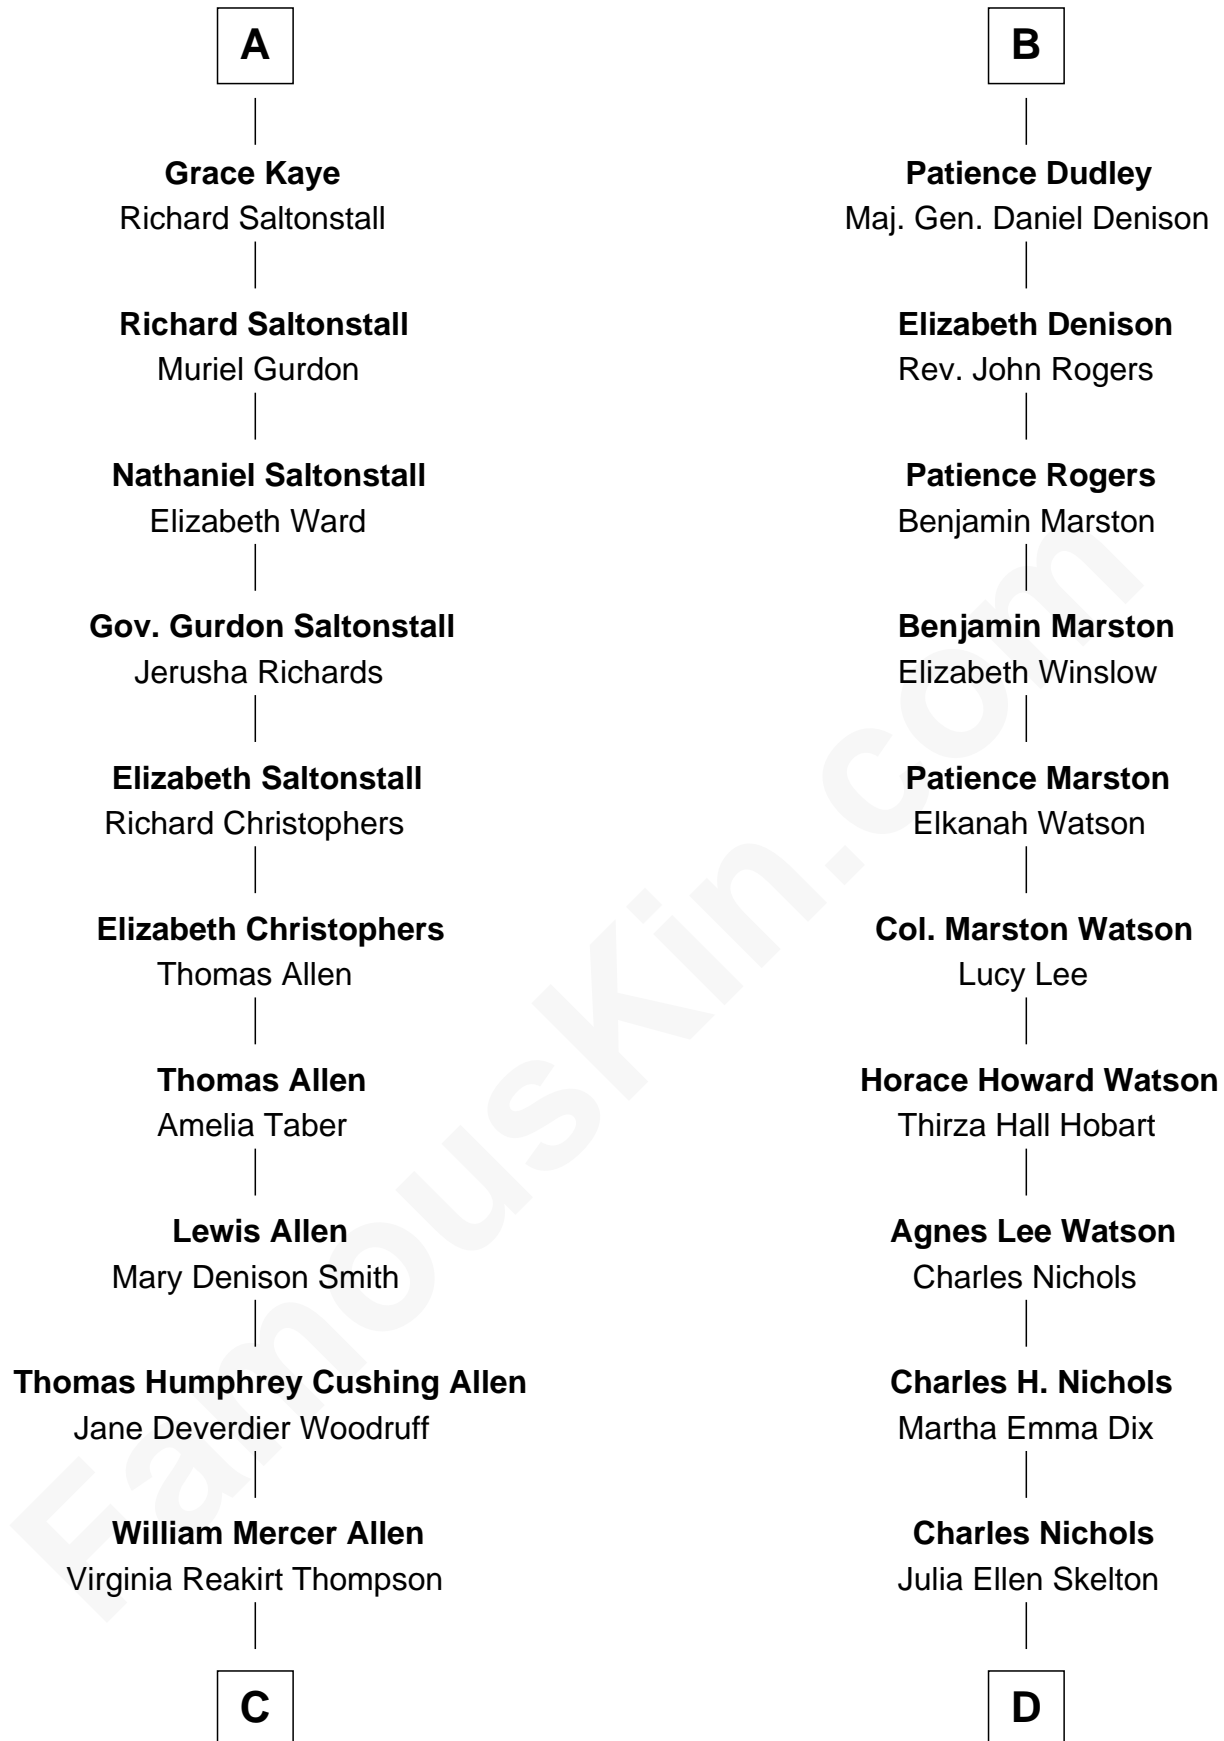 A
Grace Kaye
Richard Saltonstall
Richard Saltonstall
Muriel Gurdon
Nathaniel Saltonstall
Elizabeth Ward
Gov. Gurdon Saltonstall
Jerusha Richards
Elizabeth Saltonstall
Richard Christophers
Elizabeth Christophers
Thomas Allen
Thomas Allen
Amelia Taber
Lewis Allen
Mary Denison Smith
Thomas Humphrey Cushing Allen
Jane Deverdier Woodruff
William Mercer Allen
Virginia Reakirt Thompson
C
B
Patience Dudley
Maj. Gen. Daniel Denison
Elizabeth Denison
Rev. John Rogers
Patience Rogers
Benjamin Marston
Benjamin Marston
Elizabeth Winslow
Patience Marston
Elkanah Watson
Col. Marston Watson
Lucy Lee
Horace Howard Watson
Thirza Hall Hobart
Agnes Lee Watson
Charles Nichols
Charles H. Nichols
Martha Emma Dix
Charles Nichols
Julia Ellen Skelton
D
FamousKin.com